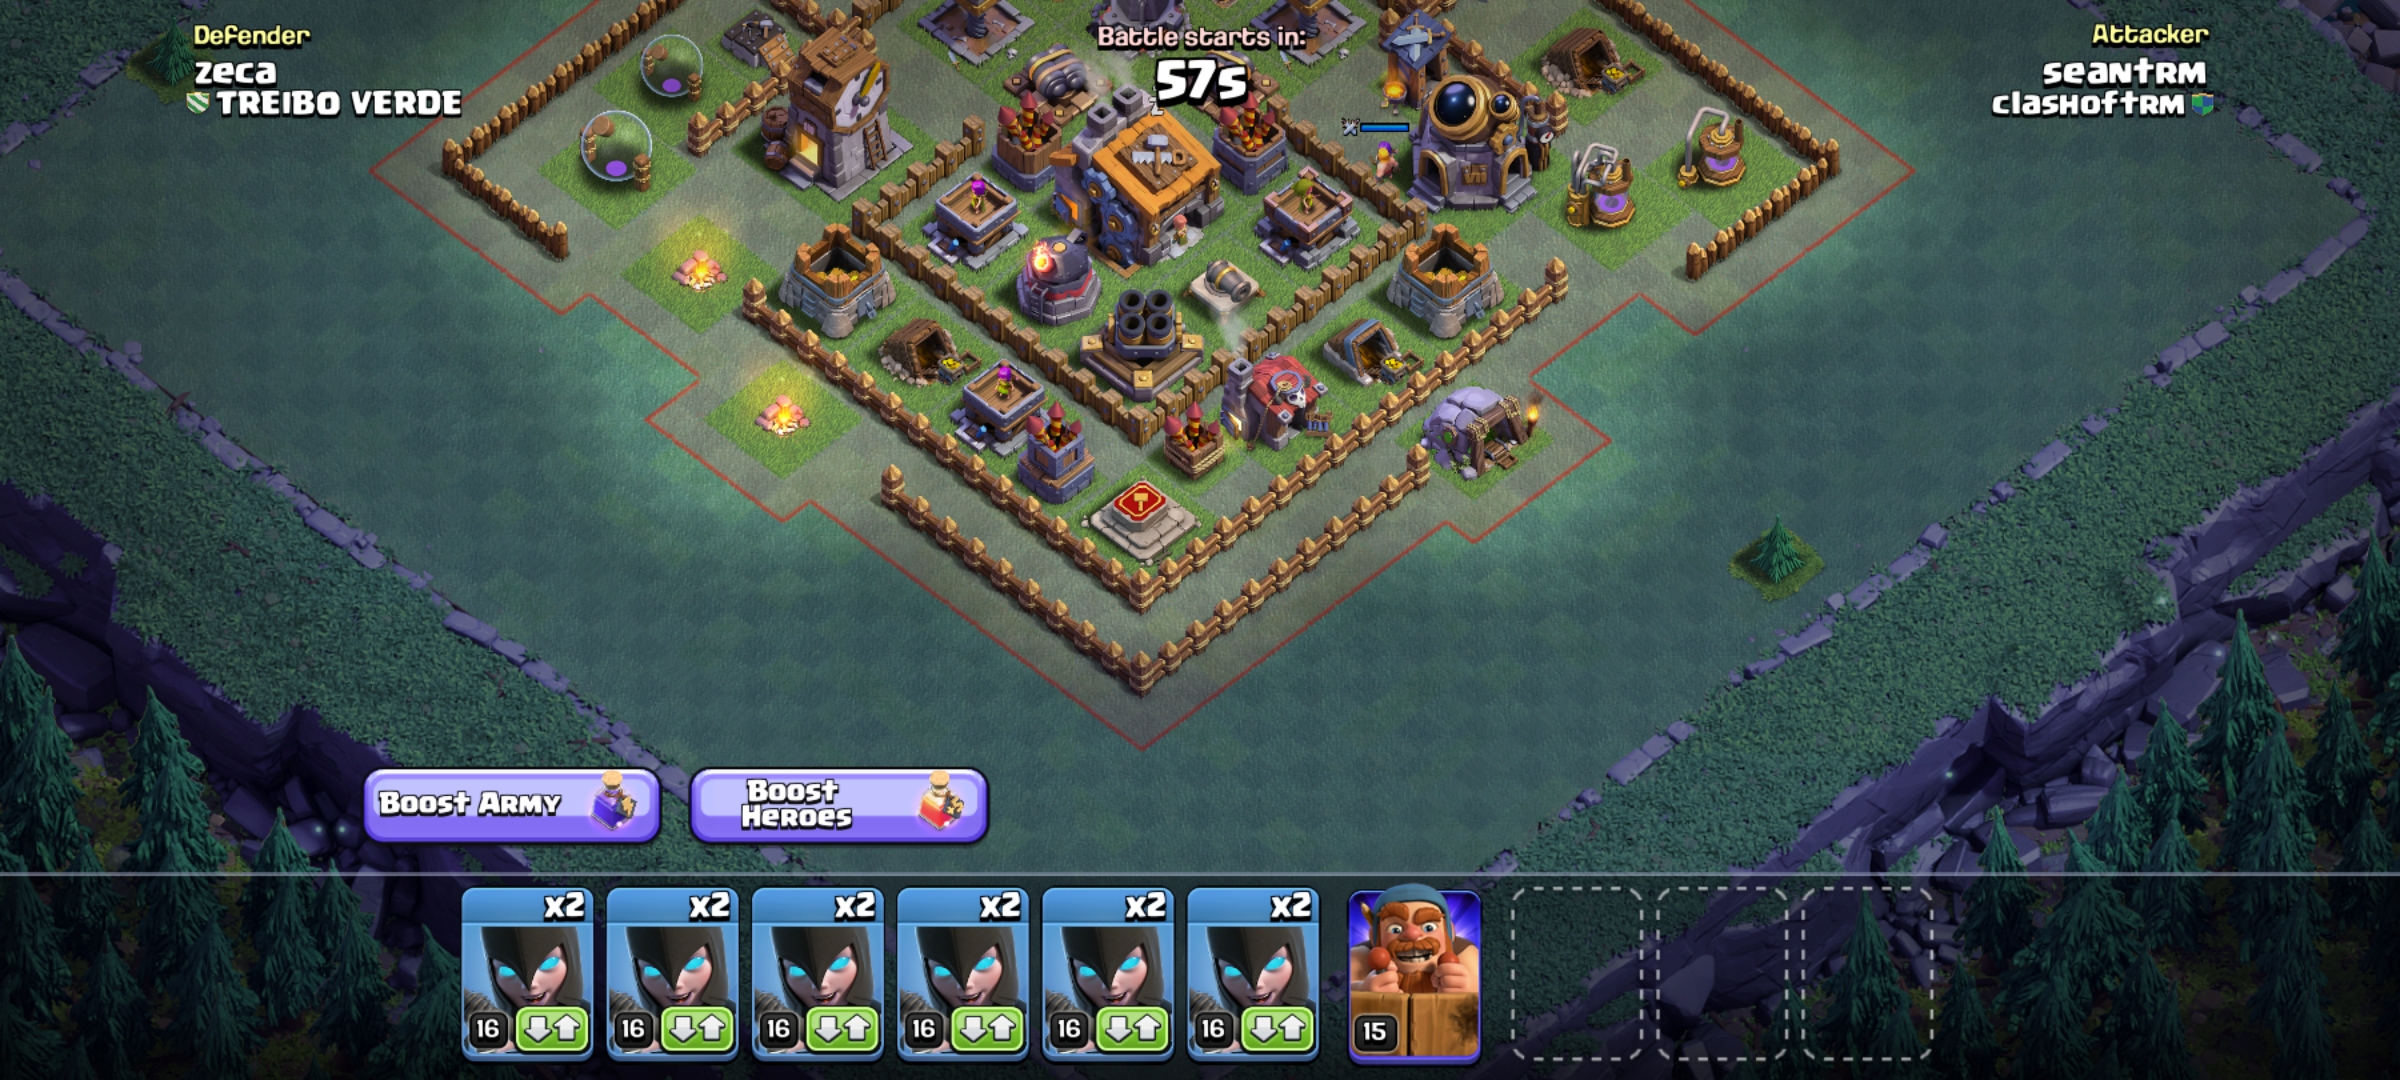 Defender
zeca
TREIBO VERDE
Battle starts in:
57s
Attacker
seantRM
clashoftRM
Boost Army
Boost
Heroes
x2
x2
x2
x2
x2
x2
16
16
16
16
16
16
15